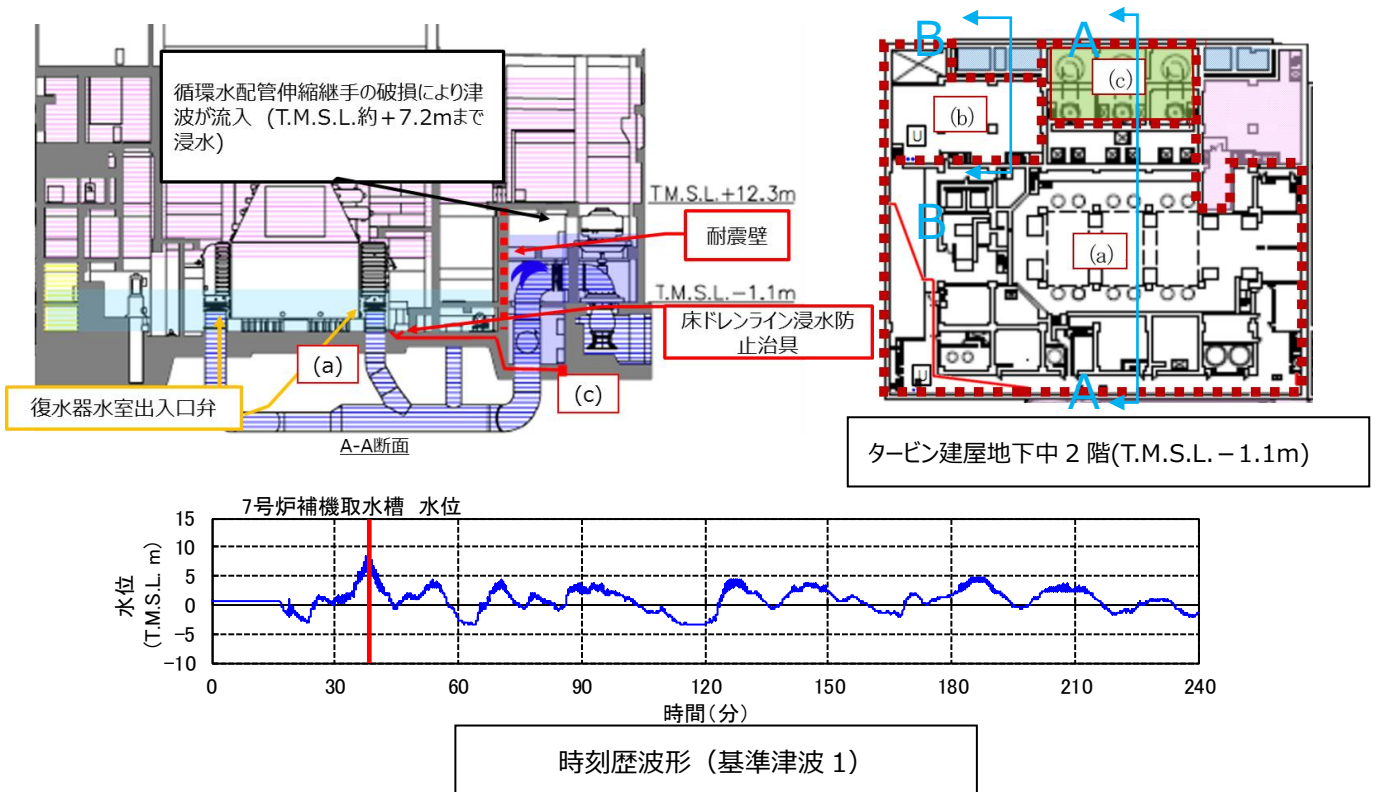 循環水配管伸縮継手の破損により津
波が流入 (T.M.S.L.約+7.2mまで
浸水)
T.M.S.L.+12.3m
耐震壁
T.M.S.L.−1.1m
床ドレンライン浸水防
止治具
(a)
(c)
復水器水室出入口弁
A-A断面
B
A
(c)
(b)
U
B
(a)
U
A
タービン建屋地下中 2 階(T.M.S.L.−1.1m)
7号炉補機取水槽 水位
水位
(T.M.S.L. m)
15
10
5
0
−5
−10
0 30 60 90 120 150 180 210 240
時間(分)
時刻歴波形（基準津波 1）